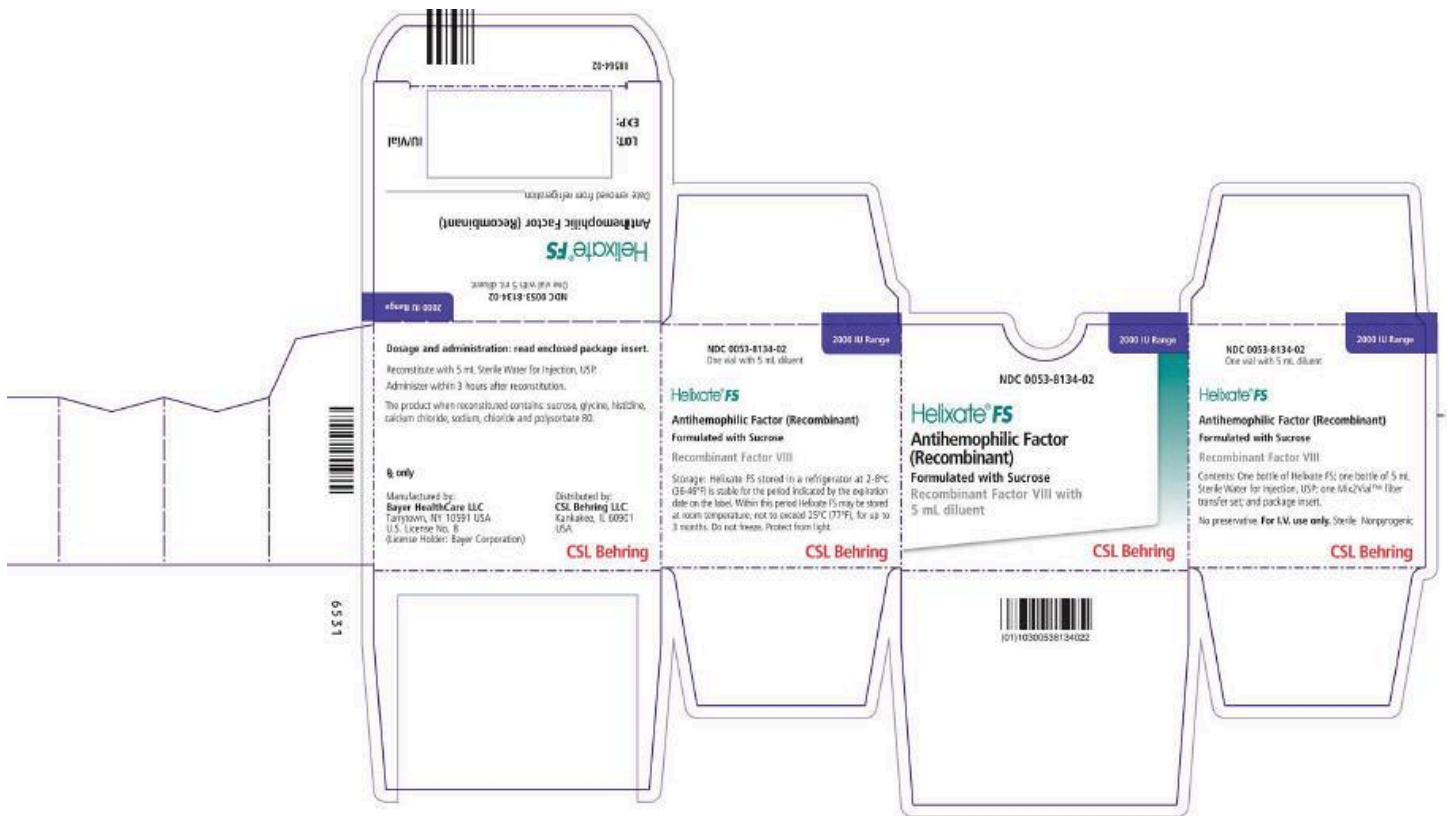 18564-02
LOT:
EXP:
IU/Vial
Date removed from refrigeration
Antihemophilic Factor (Recombinant)
Helixate® FS
One vial with 5 mL diluent
NDC 0053-8134-02
2000 IU Range
Dosage and administration: read enclosed package insert.
Reconstitute with 5 mL Sterile Water for Injection, USP.
Administer within 3 hours after reconstitution.
The product when reconstituted contains: sucrose, glycine, histidine,
calcium chloride, sodium, chloride and polysorbate 80.
℞ only
Manufactured by:
Bayer HealthCare LLC
Tarrytown, NY 10591 USA
U.S. License No. 8
(License Holder: Bayer Corporation)
Distributed by:
CSL Behring LLC
Kankakee, IL 60901
USA
CSL Behring
6531
2000 IU Range
NDC 0053-8134-02
One vial with 5 mL diluent
Helixate® FS
Antihemophilic Factor (Recombinant)
Formulated with Sucrose
Recombinant Factor VIII
Storage: Helixate FS stored in a refrigerator at 2-8°C
(36-46°F) is stable for the period indicated by the expiration
date on the label. Within this period Helixate FS may be stored
at room temperature, not to exceed 25°C (77°F), for up to
3 months. Do not freeze. Protect from light.
CSL Behring
2000 IU Range
NDC 0053-8134-02
Helixate® FS
Antihemophilic Factor
(Recombinant)
Formulated with Sucrose
Recombinant Factor VIII with
5 mL diluent
CSL Behring
(01)10300538134022
2000 IU Range
NDC 0053-8134-02
One vial with 5 mL diluent
Helixate® FS
Antihemophilic Factor (Recombinant)
Formulated with Sucrose
Recombinant Factor VIII
Contents: One bottle of Helixate FS; one bottle of 5 mL
Sterile Water for Injection, USP; one Mix2Vial™ filter
transfer set; and package insert.
No preservative. For I.V. use only. Sterile Nonpyrogenic
CSL Behring